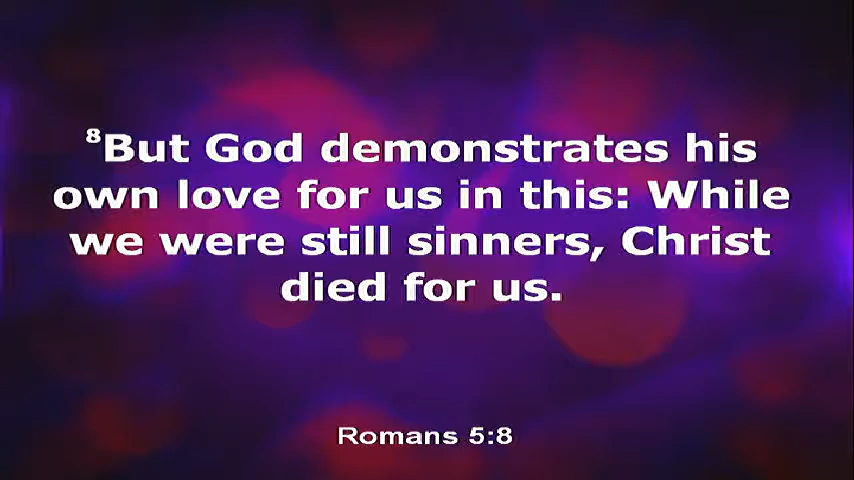 ⁸But God demonstrates his
own love for us in this: While
we were still sinners, Christ
died for us.
Romans 5:8